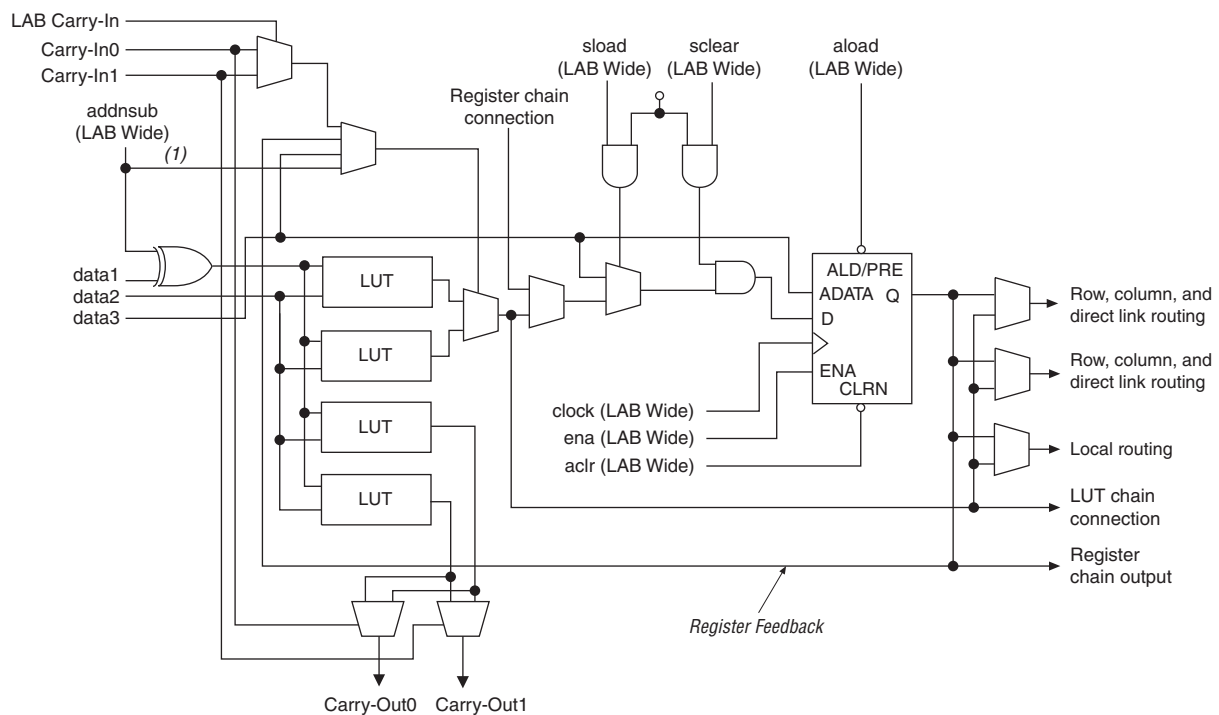 LAB Carry-In
Carry-In0
Carry-In1
addnsub
(LAB Wide)
(1)
Register chain
connection
sload
(LAB Wide)
sclear
(LAB Wide)
aload
(LAB Wide)
data1
data2
data3
LUT
LUT
LUT
LUT
ALD/PRE
ADATA
Q
D
ENA
CLRN
clock (LAB Wide)
ena (LAB Wide)
aclr (LAB Wide)
Row, column, and
direct link routing
Row, column, and
direct link routing
Local routing
LUT chain
connection
Register
chain output
Register Feedback
Carry-Out0
Carry-Out1